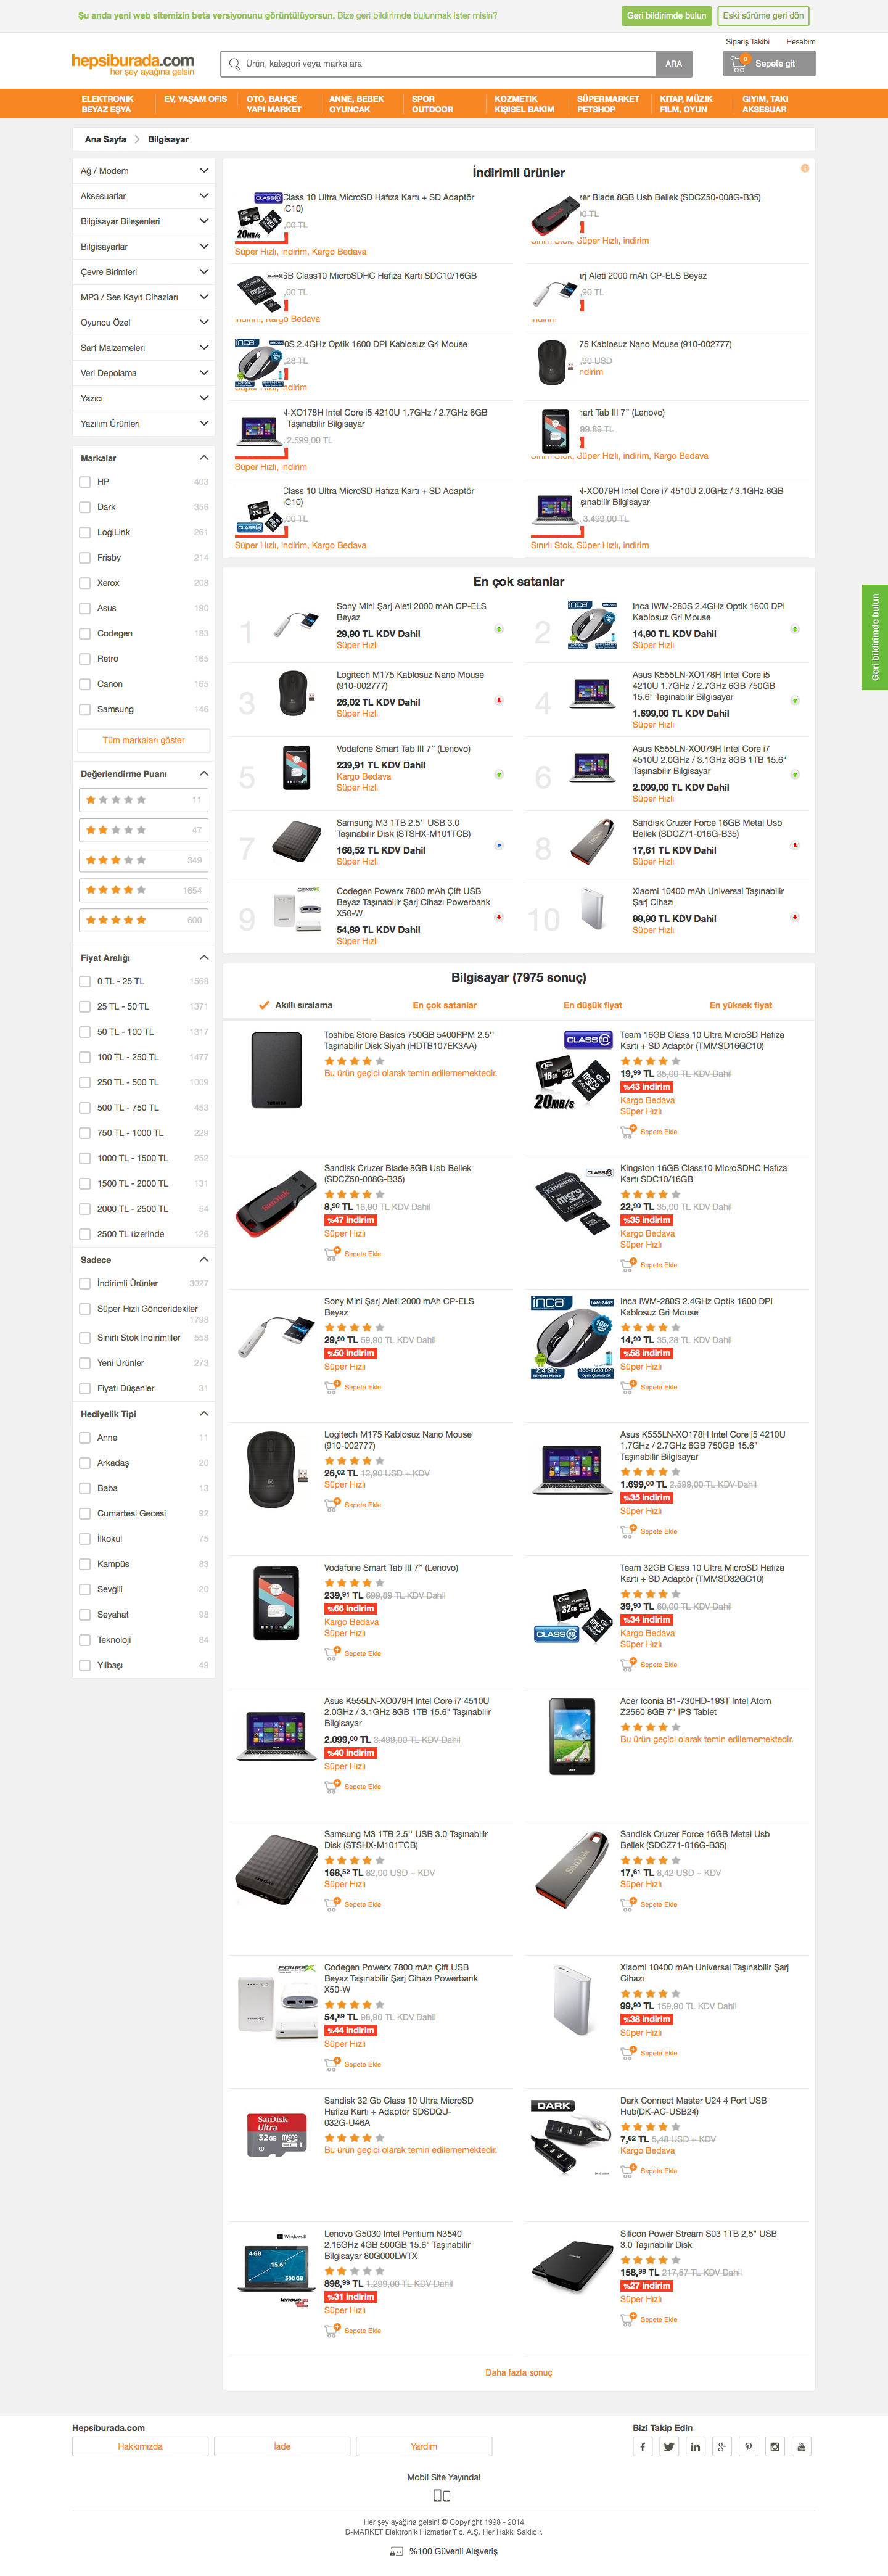 Şu anda yeni web sitemizin beta versiyonunu görüntülüyorsun. Bize geri bildirimde bulunmak ister misin?
Geri bildirimde bulun
Eski sürüme geri dön
Sipariş Takibi
Hesabım
hepsiburada.com
her şey ayağına gelsin
Ürün, kategori veya marka ara
ARA
0
Sepete git
ELEKTRONIK
BEYAZ EŞYA
EV, YAŞAM OFIS
OTO, BAHÇE
YAPI MARKET
ANNE, BEBEK
OYUNCAK
SPOR
OUTDOOR
KOZMETIK
KIŞISEL BAKIM
SÜPERMARKET
PETSHOP
KITAP, MÜZIK
FILM, OYUN
GIYIM, TAKI
AKSESUAR
Ana Sayfa
Bilgisayar
Ağ / Modem
Aksesuarlar
Bilgisayar Bileşenleri
Bilgisayarlar
Çevre Birimleri
MP3 / Ses Kayıt Cihazları
Oyuncu Özel
Sarf Malzemeleri
Veri Depolama
Yazıcı
Yazılım Ürünleri
Markalar
HP 403
Dark 356
LogiLink 261
Frisby 214
Xerox 208
Asus 190
Codegen 183
Retro 165
Canon 165
Samsung 146
Tüm markaları göster
Değerlendirme Puanı
11
47
349
1654
600
Fiyat Aralığı
0 TL - 25 TL 1568
25 TL - 50 TL 1371
50 TL - 100 TL 1317
100 TL - 250 TL 1477
250 TL - 500 TL 1009
500 TL - 750 TL 453
750 TL - 1000 TL 229
1000 TL - 1500 TL 252
1500 TL - 2000 TL 131
2000 TL - 2500 TL 54
2500 TL üzerinde 126
Sadece
İndirimli Ürünler 3027
Süper Hızlı Gönderidekiler
1796
Sınırlı Stok İndirimliler 558
Yeni Ürünler 273
Fiyatı Düşenler 31
Hediyelik Tipi
Anne 11
Arkadaş 20
Baba 13
Cumartesi Gecesi 92
İlkokul 75
Kampüs 83
Sevgili 20
Seyahat 98
Teknoloji 84
Yılbaşı 49
İndirimli ürünler
Class 10 Ultra MicroSD Hafıza Kartı + SD Adaptör
C10)
,00 TL
20MB/s
Süper Hızlı, indirim, Kargo Bedava
zer Blade 8GB Usb Bellek (SDCZ50-008G-B35)
TL
Sınırlı Stok, Süper Hızlı, indirim
GB Class10 MicroSDHC Hafıza Kartı SDC10/16GB
,00 TL
indirim, Kargo Bedava
arj Aleti 2000 mAh CP-ELS Beyaz
,90 TL
indirim
0S 2.4GHz Optik 1600 DPI Kablosuz Gri Mouse
,28 TL
Süper Hızlı, indirim
75 Kablosuz Nano Mouse (910-002777)
,90 USD
indirim
N-XO178H Intel Core i5 4210U 1.7GHz / 2.7GHz 6GB
Taşınabilir Bilgisayar
2.599,00 TL
Süper Hızlı, indirim
nart Tab III 7” (Lenovo)
99,89 TL
Sınırlı Stok, Süper Hızlı, indirim, Kargo Bedava
Class 10 Ultra MicroSD Hafıza Kartı + SD Adaptör
C10)
,00 TL
Süper Hızlı, indirim, Kargo Bedava
N-XO079H Intel Core i7 4510U 2.0GHz / 3.1GHz 8GB
şınabilir Bilgisayar
3.499,00 TL
Sınırlı Stok, Süper Hızlı, indirim
En çok satanlar
1
Sony Mini Şarj Aleti 2000 mAh CP-ELS
Beyaz
29,90 TL KDV Dahil
Süper Hızlı
2
Inca IWM-280S 2.4GHz Optik 1600 DPI
Kablosuz Gri Mouse
14,90 TL KDV Dahil
Süper Hızlı
3
Logitech M175 Kablosuz Nano Mouse
(910-002777)
26,02 TL KDV Dahil
Süper Hızlı
4
Asus K555LN-XO178H Intel Core i5
4210U 1.7GHz / 2.7GHz 6GB 750GB
15.6" Taşınabilir Bilgisayar
1.699,00 TL KDV Dahil
Süper Hızlı
5
Vodafone Smart Tab III 7” (Lenovo)
239,91 TL KDV Dahil
Kargo Bedava
Süper Hızlı
6
Asus K555LN-XO079H Intel Core i7
4510U 2.0GHz / 3.1GHz 8GB 1TB 15.6"
Taşınabilir Bilgisayar
2.099,00 TL KDV Dahil
Süper Hızlı
7
Samsung M3 1TB 2.5'' USB 3.0
Taşınabilir Disk (STSHX-M101TCB)
168,52 TL KDV Dahil
Süper Hızlı
8
Sandisk Cruzer Force 16GB Metal Usb
Bellek (SDCZ71-016G-B35)
17,61 TL KDV Dahil
Süper Hızlı
9
Codegen Powerx 7800 mAh Çift USB
Beyaz Taşınabilir Şarj Cihazı Powerbank
X50-W
54,89 TL KDV Dahil
Süper Hızlı
10
Xiaomi 10400 mAh Universal Taşınabilir
Şarj Cihazı
99,90 TL KDV Dahil
Süper Hızlı
Geri bildirimde bulun
Bilgisayar (7975 sonuç)
Akıllı sıralama
En çok satanlar
En düşük fiyat
En yüksek fiyat
Toshiba Store Basics 750GB 5400RPM 2.5''
Taşınabilir Disk Siyah (HDTB107EK3AA)
Bu ürün geçici olarak temin edilememektedir.
CLASS 10
16GB
20MB/s
Team 16GB Class 10 Ultra MicroSD Hafıza
Kartı + SD Adaptör (TMMSD16GC10)
19,99 TL 35,00 TL KDV Dahil
%43 indirim
Kargo Bedava
Süper Hızlı
Sepete Ekle
Sandisk Cruzer Blade 8GB Usb Bellek
(SDCZ50-008G-B35)
8,90 TL 16,90 TL KDV Dahil
%47 indirim
Süper Hızlı
Sepete Ekle
Kingston 16GB Class10 MicroSDHC Hafıza
Kartı SDC10/16GB
22,90 TL 35,00 TL KDV Dahil
%35 indirim
Kargo Bedava
Süper Hızlı
Sepete Ekle
Sony Mini Şarj Aleti 2000 mAh CP-ELS
Beyaz
29,90 TL 59,90 TL KDV Dahil
%50 indirim
Süper Hızlı
Sepete Ekle
inca
IWM-280S
Inca IWM-280S 2.4GHz Optik 1600 DPI
Kablosuz Gri Mouse
14,90 TL 35,28 TL KDV Dahil
%58 indirim
Süper Hızlı
Sepete Ekle
Logitech M175 Kablosuz Nano Mouse
(910-002777)
26,02 TL 12,90 USD + KDV
Süper Hızlı
Sepete Ekle
Asus K555LN-XO178H Intel Core i5 4210U
1.7GHz / 2.7GHz 6GB 750GB 15.6"
Taşınabilir Bilgisayar
1.699,00 TL 2.599,00 TL KDV Dahil
%35 indirim
Süper Hızlı
Sepete Ekle
Vodafone Smart Tab III 7” (Lenovo)
239,91 TL 699,89 TL KDV Dahil
%66 indirim
Kargo Bedava
Süper Hızlı
Sepete Ekle
32GB
CLASS 10
Team 32GB Class 10 Ultra MicroSD Hafıza
Kartı + SD Adaptör (TMMSD32GC10)
39,90 TL 60,00 TL KDV Dahil
%34 indirim
Kargo Bedava
Süper Hızlı
Sepete Ekle
Asus K555LN-XO079H Intel Core i7 4510U
2.0GHz / 3.1GHz 8GB 1TB 15.6" Taşınabilir
Bilgisayar
2.099,00 TL 3.499,00 TL KDV Dahil
%40 indirim
Süper Hızlı
Sepete Ekle
Acer Iconia B1-730HD-193T Intel Atom
Z2560 8GB 7" IPS Tablet
Bu ürün geçici olarak temin edilememektedir.
Samsung M3 1TB 2.5'' USB 3.0 Taşınabilir
Disk (STSHX-M101TCB)
168,52 TL 82,00 USD + KDV
Süper Hızlı
Sepete Ekle
Sandisk Cruzer Force 16GB Metal Usb
Bellek (SDCZ71-016G-B35)
17,61 TL 8,42 USD + KDV
Süper Hızlı
Sepete Ekle
POWERX
Codegen Powerx 7800 mAh Çift USB
Beyaz Taşınabilir Şarj Cihazı Powerbank
X50-W
54,89 TL 98,90 TL KDV Dahil
%44 indirim
Süper Hızlı
Sepete Ekle
Xiaomi 10400 mAh Universal Taşınabilir Şarj
Cihazı
99,90 TL 159,90 TL KDV Dahil
%38 indirim
Süper Hızlı
Sepete Ekle
SanDisk
Ultra
32GB
Sandisk 32 Gb Class 10 Ultra MicroSD
Hafıza Kartı + Adaptör SDSDQU-
032G-U46A
Bu ürün geçici olarak temin edilememektedir.
DARK
Dark Connect Master U24 4 Port USB
Hub(DK-AC-USB24)
7,62 TL 5,48 USD + KDV
Kargo Bedava
Sepete Ekle
Windows 8
4 GB
15.6"
500 GB
lenovo
Lenovo G5030 Intel Pentium N3540
2.16GHz 4GB 500GB 15.6" Taşınabilir
Bilgisayar 80G000LWTX
898,99 TL 1.299,00 TL KDV Dahil
%31 indirim
Süper Hızlı
Sepete Ekle
Silicon Power Stream S03 1TB 2,5" USB
3.0 Taşınabilir Disk
158,99 TL 217,57 TL KDV Dahil
%27 indirim
Süper Hızlı
Sepete Ekle
Daha fazla sonuç
Hepsiburada.com
Hakkımızda
İade
Yardım
Bizi Takip Edin
Mobil Site Yayında!
Her şey ayağına gelsin! © Copyright 1998 - 2014
D-MARKET Elektronik Hizmetler Tic. A.Ş. Her Hakkı Saklıdır.
%100 Güvenli Alışveriş